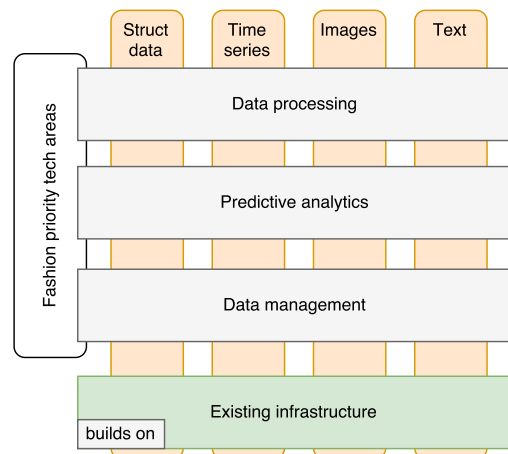 Struct
data
Time
series
Images
Text
Fashion priority tech areas
Data processing
Predictive analytics
Data management
Existing infrastructure
builds on